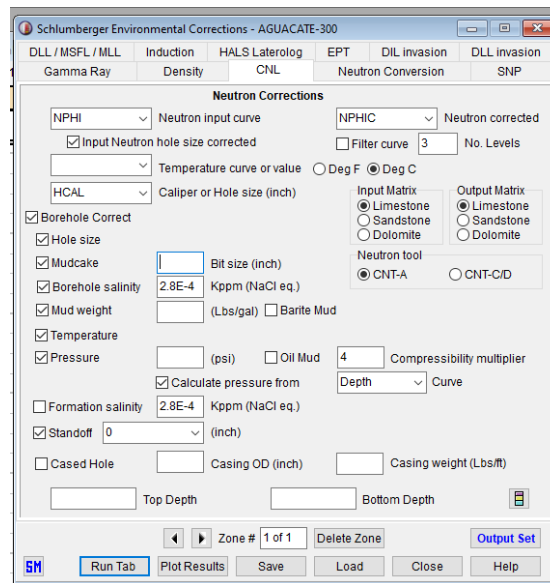 Schlumberger Environmental Corrections - AGUACATE-300
DLL / MSFL / MLL Induction HALS Laterolog EPT DIL invasion DLL invasion
Gamma Ray Density CNL Neutron Conversion SNP
Neutron Corrections
NPHI Neutron input curve NPHIC Neutron corrected
Input Neutron hole size corrected Filter curve 3 No. Levels
Temperature curve or value Deg F Deg C
HCAL Caliper or Hole size (inch) Input Matrix Output Matrix
Limestone Limestone
Borehole Correct Sandstone Sandstone
Hole size Dolomite Dolomite
Neutron tool
Mudcake Bit size (inch) CNT-A CNT-C/D
Borehole salinity 2.8E-4 Kppm (NaCl eq.)
Mud weight (Lbs/gal) Barite Mud
Temperature
Pressure (psi) Oil Mud 4 Compressibility multiplier
Calculate pressure from Depth Curve
Formation salinity 2.8E-4 Kppm (NaCl eq.)
Standoff 0 (inch)
Cased Hole Casing OD (inch) Casing weight (Lbs/ft)
Top Depth Bottom Depth
Zone # 1 of 1 Delete Zone Output Set
SM Run Tab Plot Results Save Load Close Help